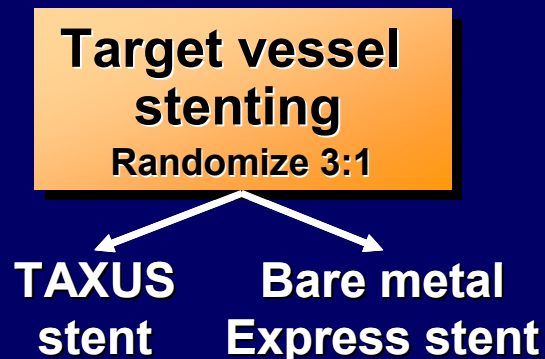 Target vessel
stenting
Randomize 3:1
TAXUS
stent
Bare metal
Express stent